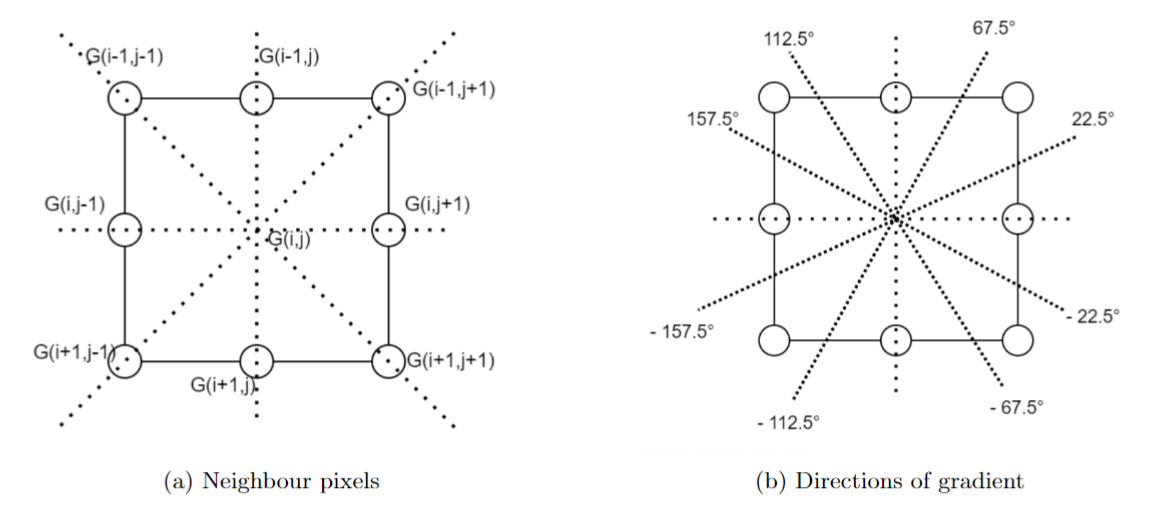 G(i-1,j-1)
G(i-1,j)
G(i-1,j+1)
G(i,j-1)
G(i,j+1)
G(i,j)
G(i+1,j-1)
G(i+1,j)
G(i+1,j+1)
(a) Neighbour pixels
112.5°
67.5°
157.5°
22.5°
- 157.5°
- 22.5°
- 112.5°
- 67.5°
(b) Directions of gradient